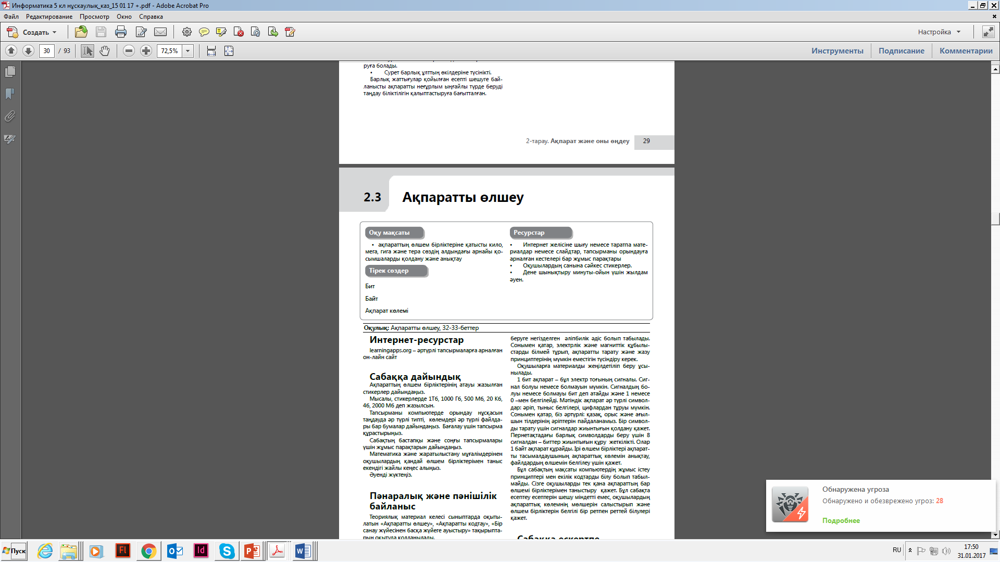 Информатика 5 кл нұсқаулық_каз_15 01 17 +.pdf - Adobe Acrobat Pro
Файл Редактирование Просмотр Окно Справка
Создать
Настройка
30 / 93
72,5%
Инструменты Подписание Комментарии
руға болады.
• Сурет барлық ұлттың өкілдеріне түсінікті.
Барлық жаттығулар қойылған есепті шешуге бай-
ланысты ақпаратты неғұрлым ыңғайлы түрде беруді
таңдау біліктілігін қалыптастыруға бағытталған.
2-тарау. Ақпарат және оны өңдеу 29
2.3 Ақпаратты өлшеу
Оқу мақсаты
• ақпараттың өлшем бірліктеріне қатысты кило,
мега, гига және тера сөздің алдындағы арнайы қо-
сымшаларды қолдану және анықтау
Тірек сөздер
Бит
Байт
Ақпарат көлемі
Ресурстар
• Интернет желісіне шығу немесе таратпа мате-
риалдар немесе слайдтар, тапсырманы орындауға
арналған кестелері бар жұмыс парақтары
• Оқушылардың санына сәйкес стикерлер.
• Дене шынықтыру минуты-ойын үшін жылдам
әуен.
Оқулық: Ақпаратты өлшеу, 32-33-беттер
Интернет-ресурстар
learningapps.org – әртүрлі тапсырмаларға арналған
он-лайн сайт
Сабаққа дайындық
Ақпараттың өлшем бірліктерінің атауы жазылған
стикерлер дайындаңыз.
Мысалы, стикерлерде 1Тб, 1000 Гб, 500 Мб, 20 Кб,
4б, 2000 Мб деп жазылсын.
Тапсырманы компьютерде орындау нұсқасын
таңдауда әр түрлі типті, көлемдері әр түрлі файлда-
ры бар бумалар дайындаңыз. Бағалау үшін тапсырма
құрастырыңыз.
Сабақтың бастапқы және соңғы тапсырмалары
үшін жұмыс парақтарын дайындаңыз.
Математика және жаратылыстану мұғалімдерінен
оқушылардың қандай өлшем бірліктерімен таныс
екендігі жайлы кеңес алыңыз.
Әуенді жүктеңіз.
Пәнаралық және пәнішілік
байланыс
Теориялық материал келесі сыныптарда оқыты-
латын «Ақпаратты өлшеу», «Ақпаратты кодтау», «Бір
санау жүйесінен басқа жүйеге ауыстыру» тақырыпта-
рын оқытуда қолданылады.
беруге негізделген әліпбилік әдіс болып табылады.
Сонымен қатар, электрлік және магниттік құбылы-
старды білмей тұрып, ақпаратты тарату және жазу
принциптерінің мүмкін еместігін түсіндіру керек.
Оқушыларға материалды жеңілдетіліп беру ұсы-
нылады.
1 бит ақпарат – бұл электр тоғының сигналы. Сиг-
нал болуы немесе болмауын мүмкін. Сигналдың бо-
луы немесе болмауы бит деп атайды және 1 немесе
0 –мен белгілейді. Мәтіндік ақпарат әр түрлі символ-
дар: әріп, тыныс белгілері, цифлардан тұруы мүмкін.
Сонымен қатар, біз әртүрлі: қазақ, орыс және ағыл-
шын тілдерінің әріптерін пайдаланамыз. Бір символ-
ды тарату үшін сигналдар жиынтығын қолдану қажет.
Пернетақтадағы барлық символдарды беру үшін 8
сигналдан – биттер жиынтығын құру жеткілікті. Олар
1 байт ақпарат құрайды. Ірі өлшем бірліктері ақпарат-
ты тасымалдаушының ақпараттық көлемін анықтау,
файлдардың өлшемін белгілеу үшін қажет.
Бұл сабақтың мақсаты компьютердің жұмыс істеу
принциптері мен екілік кодтарды білу болып табыл-
майды. Сізге оқушыларды тек қана ақпараттың бар
өлшемі бірліктерімен таныстыру қажет. Бұл сабақта
есептеу есептерін шешу міндетті емес, оқушылардың
ақпараттық көлемнің мөлшерін салыстырып және
өлшем бірліктерін белгілі бір ретпен реттей білулері
қажет.
Сабаққа ескертпе
Обнаружена угроза
Обнаружено и обезврежено угроз: 28
Подробнее
Пуск
RU
17:50
31.01.2017